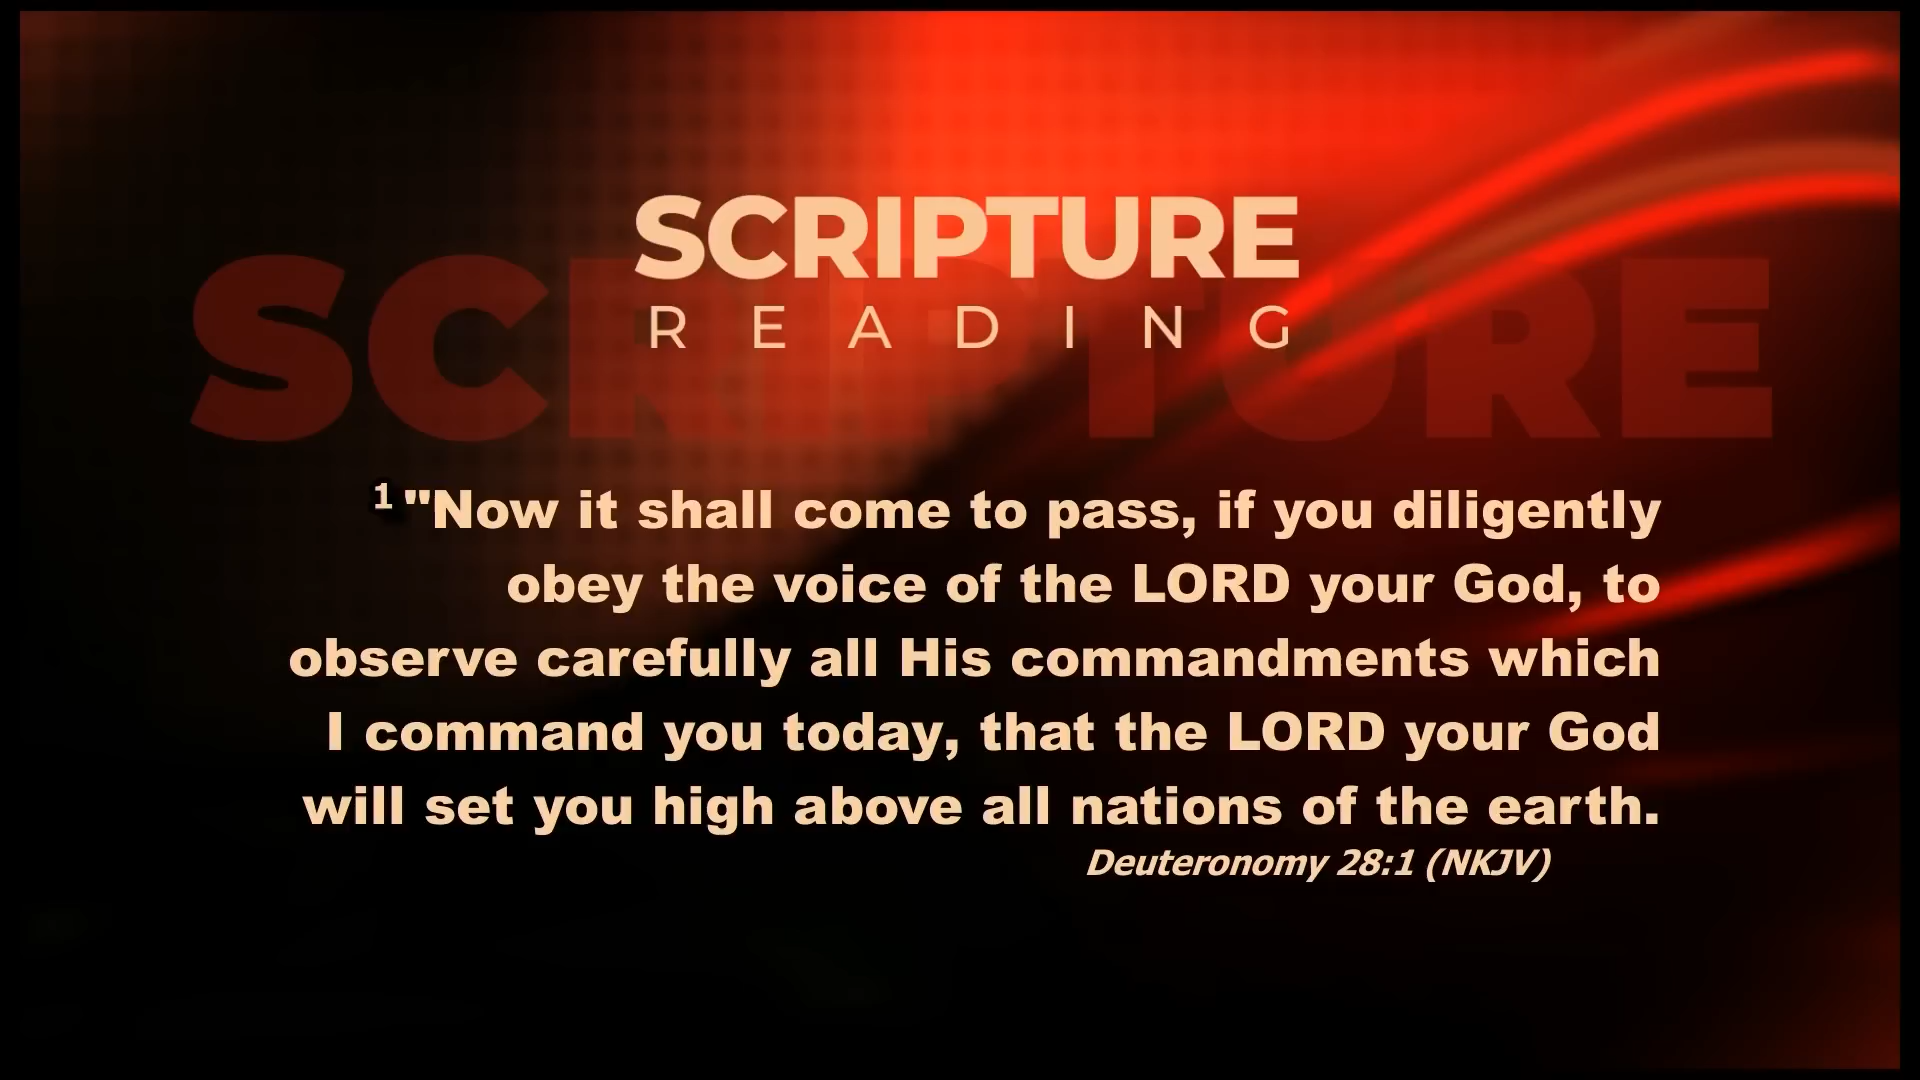 SCRIPTURE
SCRIPTURE
READING
1 "Now it shall come to pass, if you diligently
obey the voice of the LORD your God, to
observe carefully all His commandments which
I command you today, that the LORD your God
will set you high above all nations of the earth.
Deuteronomy 28:1 (NKJV)